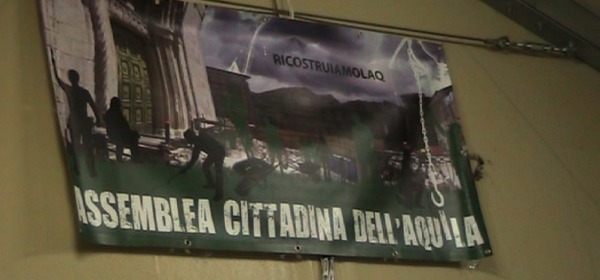 RICOSTRUIAMOLAQ
ASSEMBLEA CITTADINA DELL'AQUILA